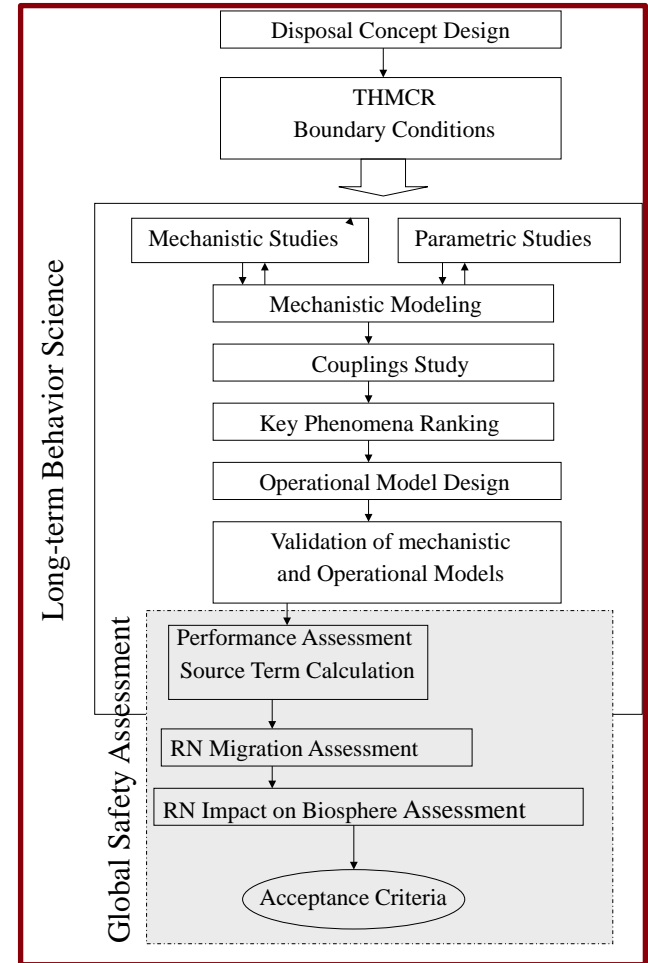 Disposal Concept Design
THMCR
Boundary Conditions
Long-term Behavior Science
Mechanistic Studies
Parametric Studies
Mechanistic Modeling
Couplings Study
Key Phenomena Ranking
Operational Model Design
Validation of mechanistic
and Operational Models
Global Safety Assessment
Performance Assessment
Source Term Calculation
RN Migration Assessment
RN Impact on Biosphere Assessment
Acceptance Criteria